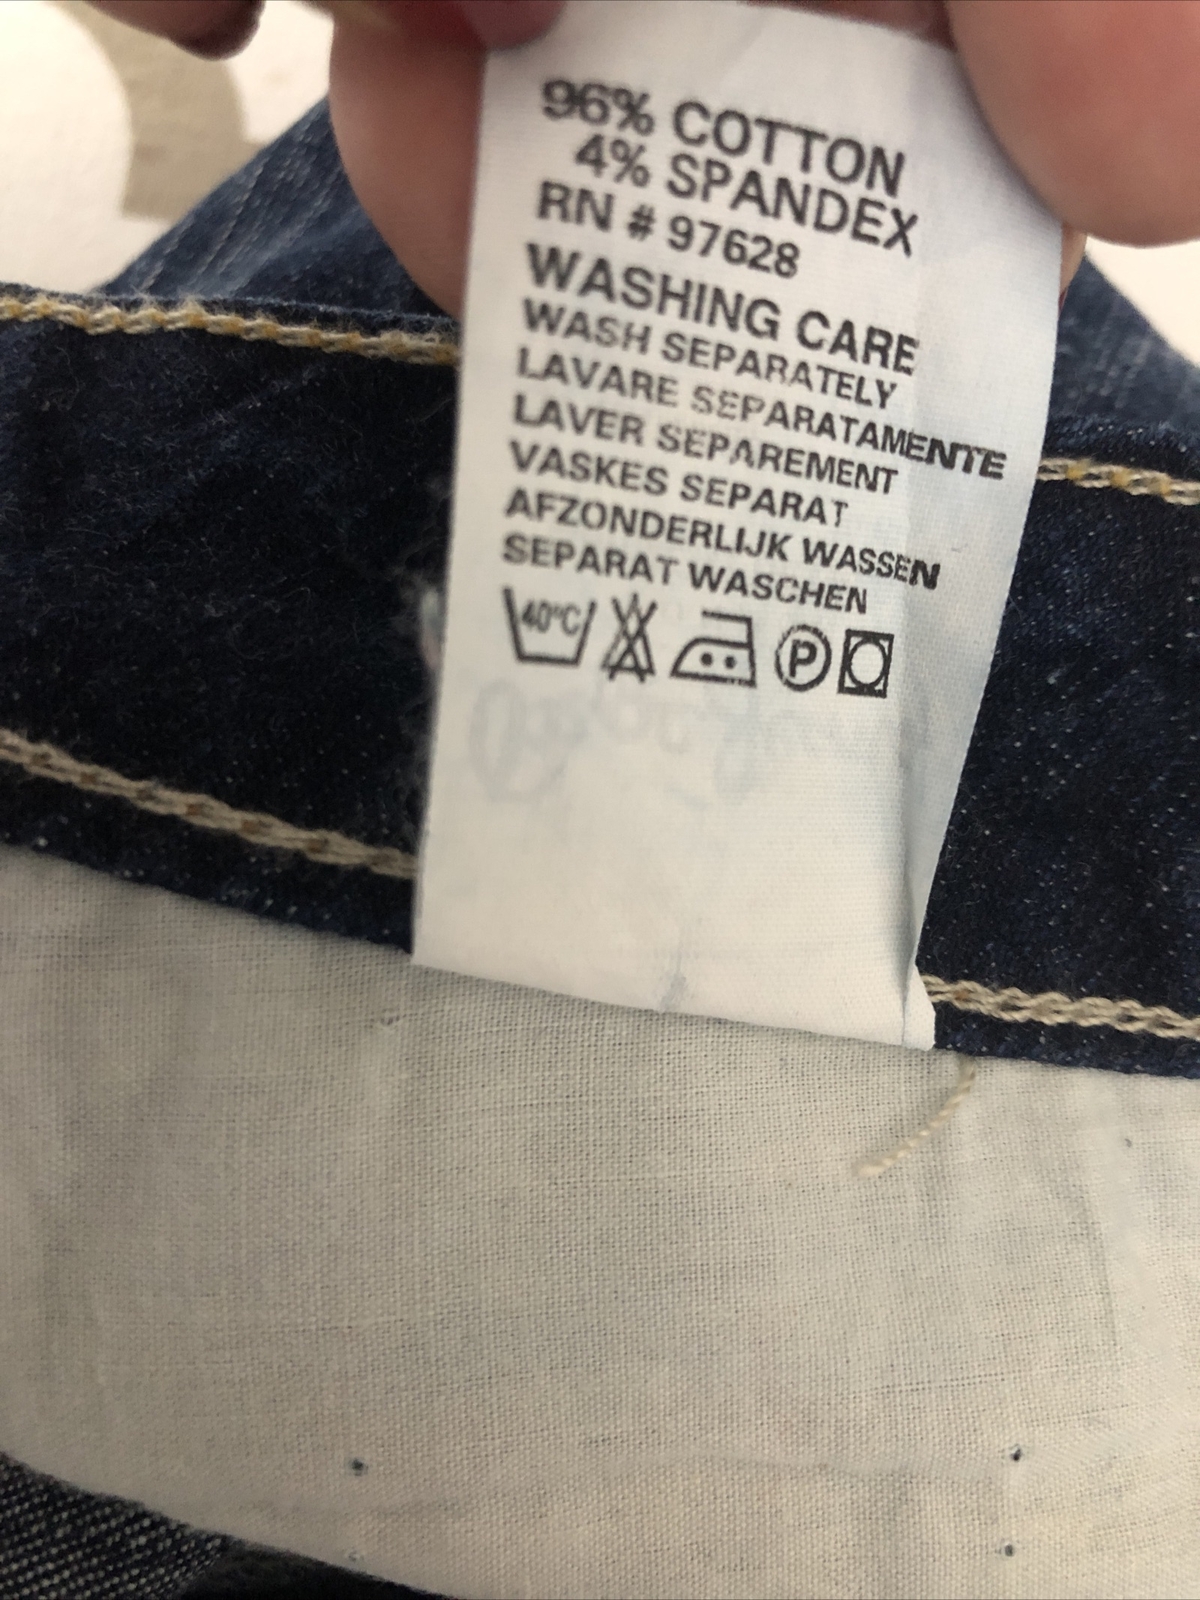 96% COTTON
4% SPANDEX
RN # 97628
WASHING CARE
WASH SEPARATELY
LAVARE SEPARATAMENTE
LAVER SEPAREMENT
VASKES SEPARAT
AFZONDERLIJK WASSEN
SEPARAT WASCHEN
40°C P